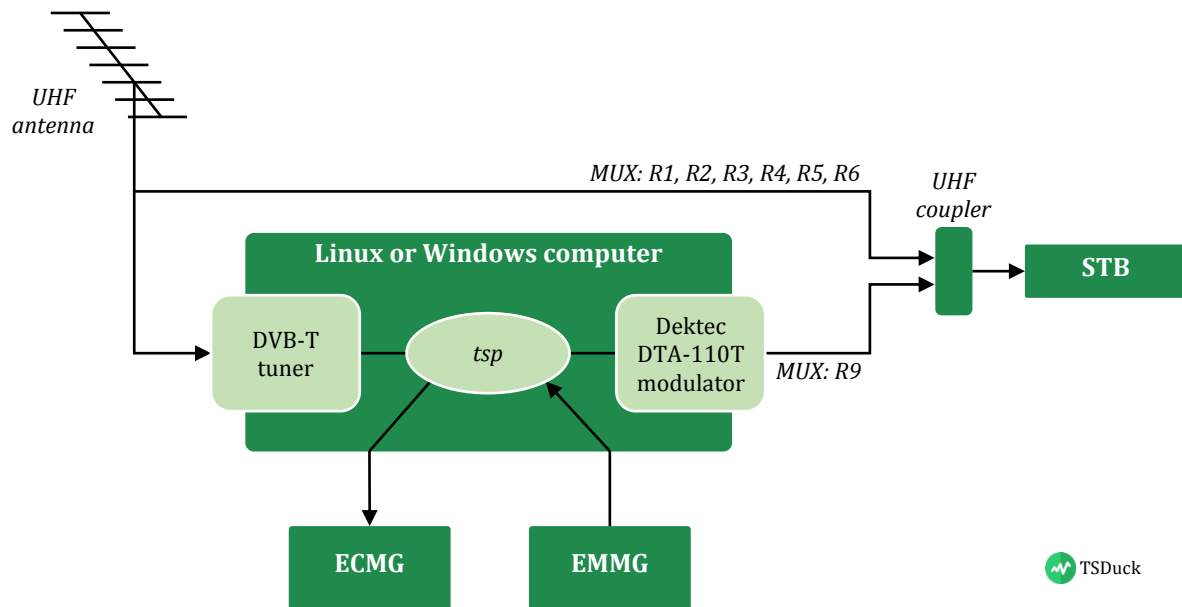 UHF
antenna
MUX: R1, R2, R3, R4, R5, R6
UHF
coupler
Linux or Windows computer
STB
DVB-T
tuner
tsp
Dektec
DTA-110T
modulator
MUX: R9
ECMG
EMMG
TSDuck